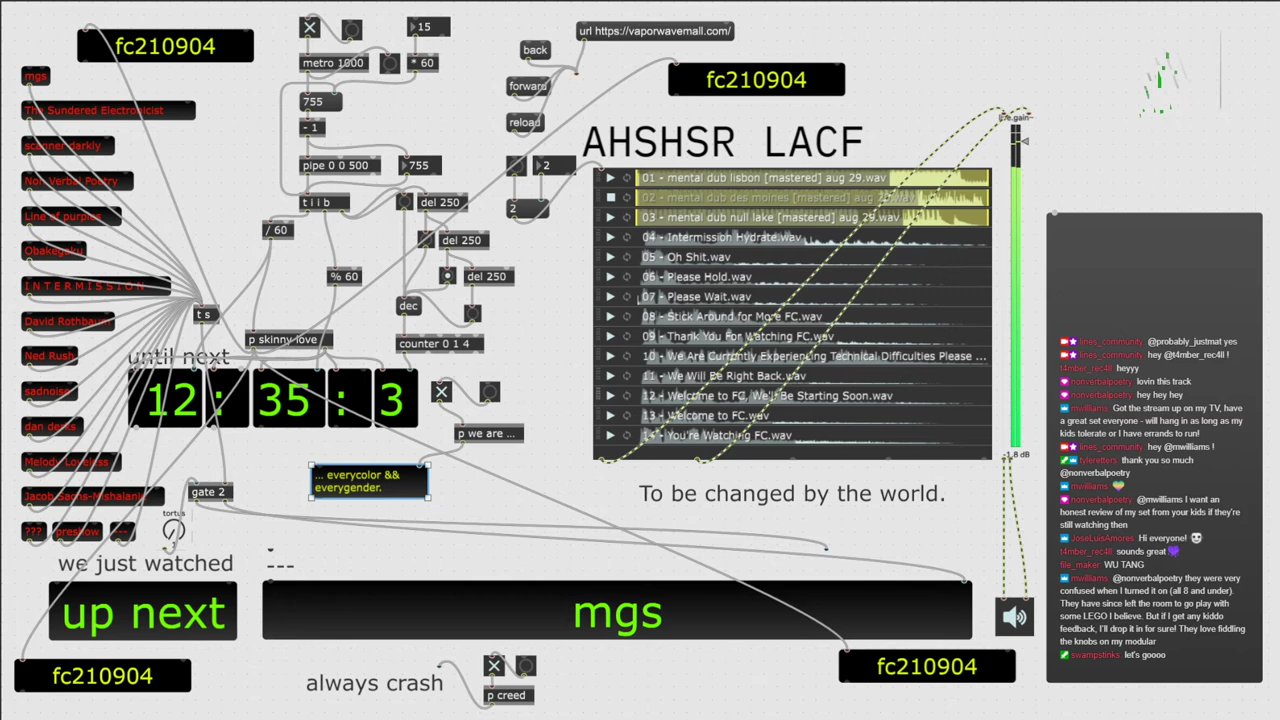 fc210904
mgs
The Sundered Electronicist
scanner darkly
Non Verbal Poetry
Line of purples
Obakegaku
I N T E R M I S S I O N
David Rothbaum
Ned Rush
sadnoise
dan derks
Melody Loveless
Jacob Sachs-Mishalanie
???
preshow
---
15
metro 1000
* 60
755
- 1
pipe 0 0 500
755
t i i b
del 250
/ 60
del 250
% 60
del 250
dec
t s
p skinny love
counter 0 1 4
until next
12 : 35 : 3
p we are ...
... everycolor &&
everygender.
gate 2
tortus
url https://vaporwavemall.com/
back
forward
reload
2
2
fc210904
AHSHSR LACF
01 - mental dub lisbon [mastered] aug 29.wav
02 - mental dub des moines [mastered] aug 29.wav
03 - mental dub null lake [mastered] aug 29.wav
04 - Intermission Hydrate.wav
05 - Oh Shit.wav
06 - Please Hold.wav
07 - Please Wait.wav
08 - Stick Around for More FC.wav
09 - Thank You For Watching FC.wav
10 - We Are Currently Experiencing Technical Difficulties Please ...
11 - We Will Be Right Back.wav
12 - Welcome to FC, We'll Be Starting Soon.wav
13 - Welcome to FC.wav
14 - You're Watching FC.wav
live.gain~
-1.8 dB
To be changed by the world.
we just watched
---
up next
mgs
fc210904
always crash
p creed
fc210904
lines_community: @probably_justmat yes
lines_community: hey @t4mber_rec4ll !
t4mber_rec4ll: heyyy
nonverbalpoetry: lovin this track
nonverbalpoetry: hey hey hey
mwilliams: Got the stream up on my TV, have
a great set everyone - will hang in as long as my
kids tolerate or I have errands to run!
lines_community: hey @mwilliams !
tyleretters: thank you so much
@nonverbalpoetry
mwilliams:
nonverbalpoetry: @mwilliams I want an
honest review of my set from your kids if they're
still watching then
JoseLuisAmores: Hi everyone!
t4mber_rec4ll: sounds great
file_maker: WU TANG
mwilliams: @nonverbalpoetry they were very
confused when I turned it on (all 8 and under).
They have since left the room to go play with
some LEGO I believe. But if I get any kiddo
feedback, I'll drop it in for sure! They love fiddling
the knobs on my modular
swampstinks: let's goooo